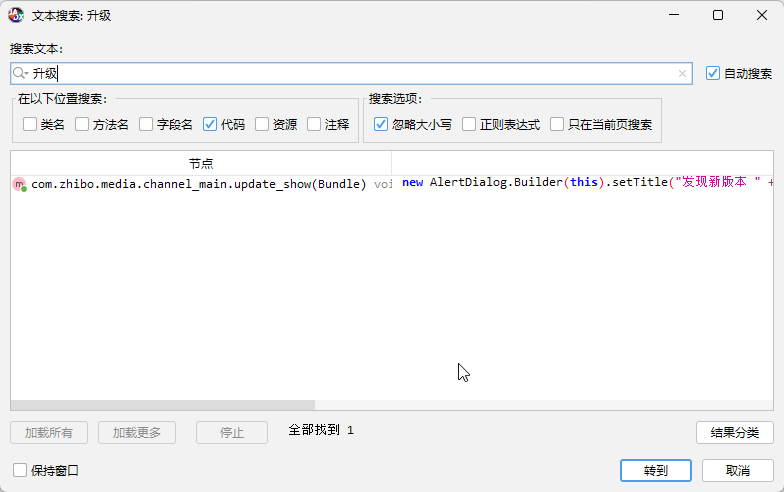 文本搜索: 升级
搜索文本:
升级
自动搜索
在以下位置搜索:
搜索选项:
类名 方法名 字段名 代码 资源 注释
忽略大小写 正则表达式 只在当前页搜索
节点
com.zhibo.media.channel_main.update_show(Bundle) voi
new AlertDialog.Builder(this).setTitle("发现新版本 " +
加载所有 加载更多 停止 全部找到 1 结果分类
保持窗口 转到 取消